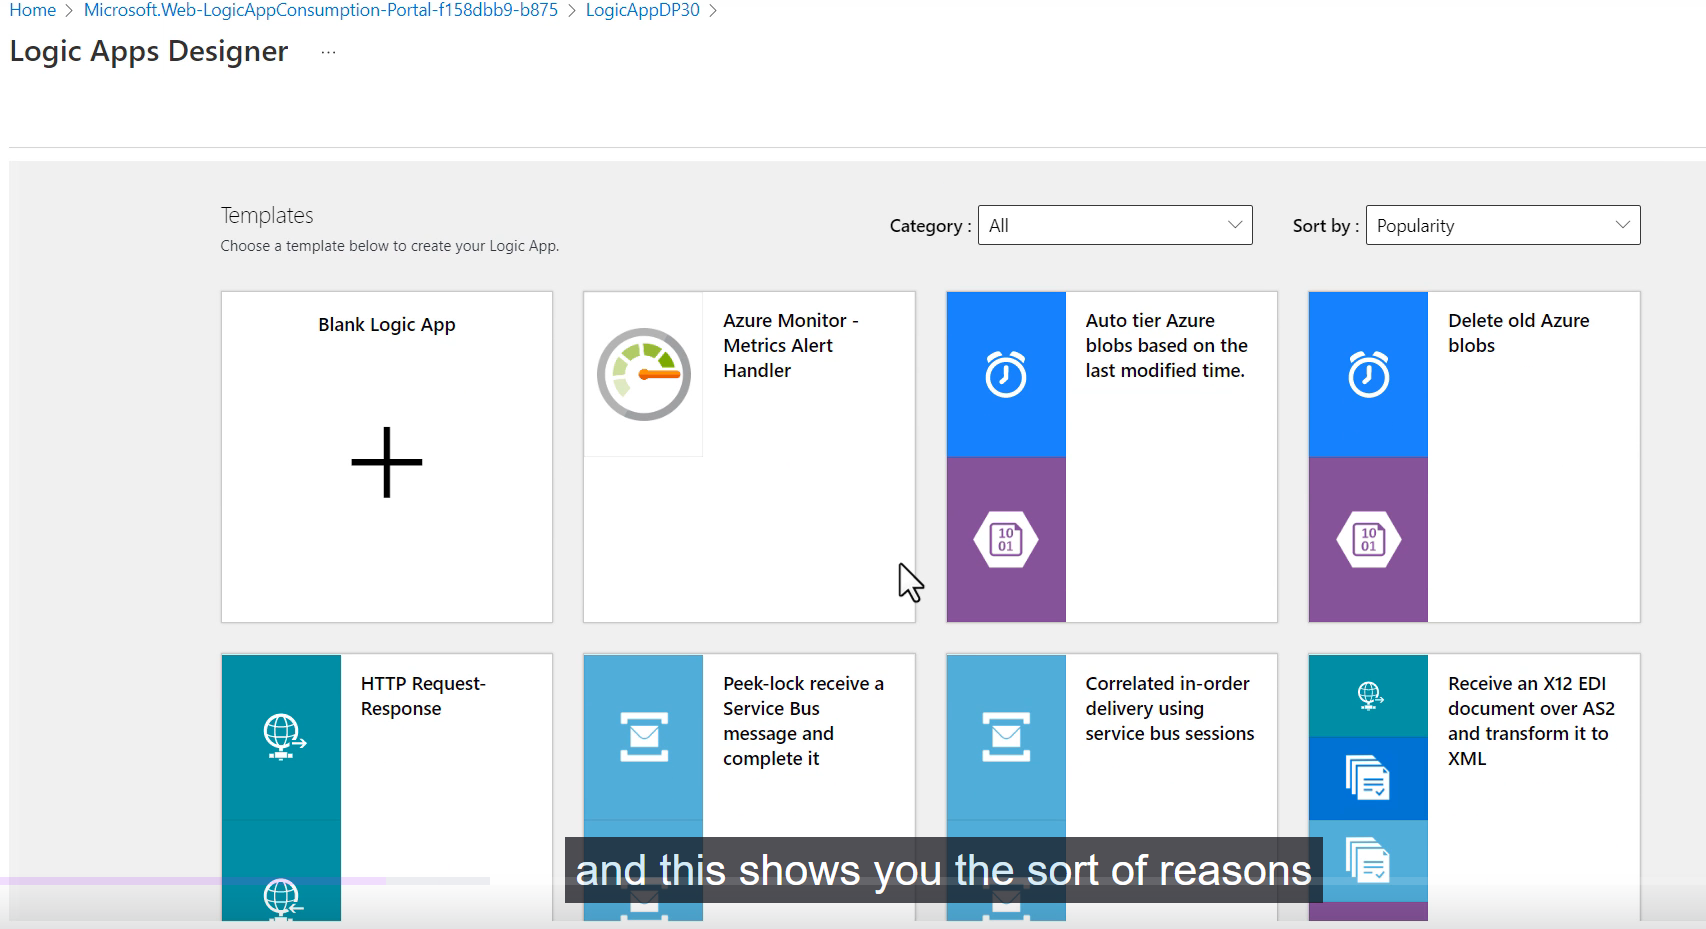 Home > Microsoft.Web-LogicAppConsumption-Portal-f158dbb9-b875 > LogicAppDP30 >
Logic Apps Designer ...
Templates
Choose a template below to create your Logic App.
Category : All
Sort by : Popularity
Blank Logic App
Azure Monitor -
Metrics Alert
Handler
Auto tier Azure
blobs based on the
last modified time.
10
01
Delete old Azure
blobs
10
01
HTTP Request-
Response
Peek-lock receive a
Service Bus
message and
complete it
Correlated in-order
delivery using
service bus sessions
Receive an X12 EDI
document over AS2
and transform it to
XML
and this shows you the sort of reasons